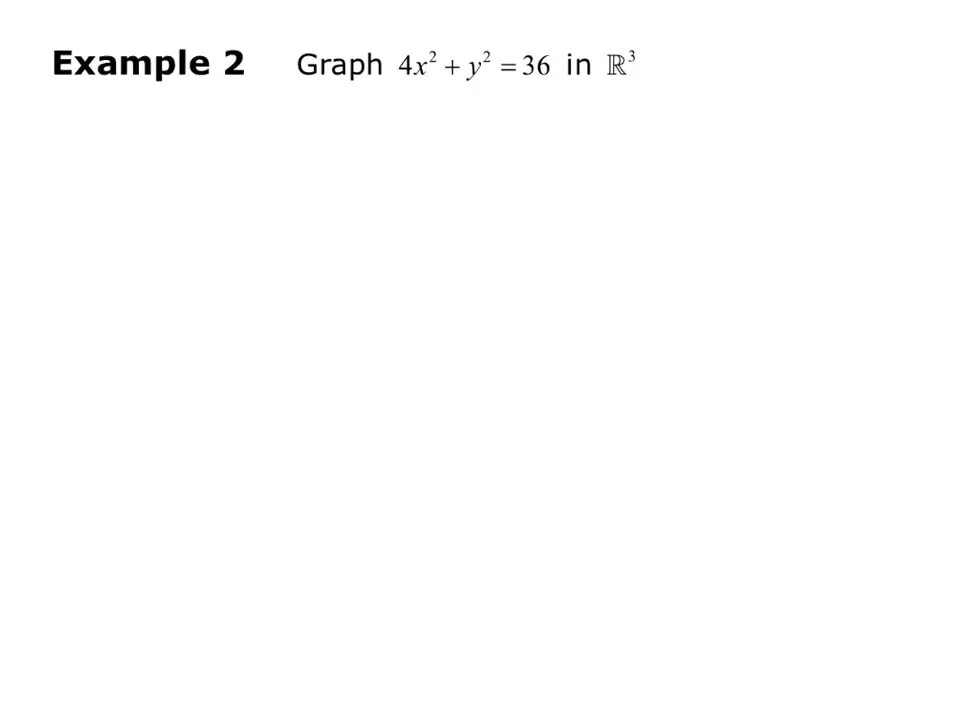 Example 2 Graph 4x² + y² = 36 in ℝ³